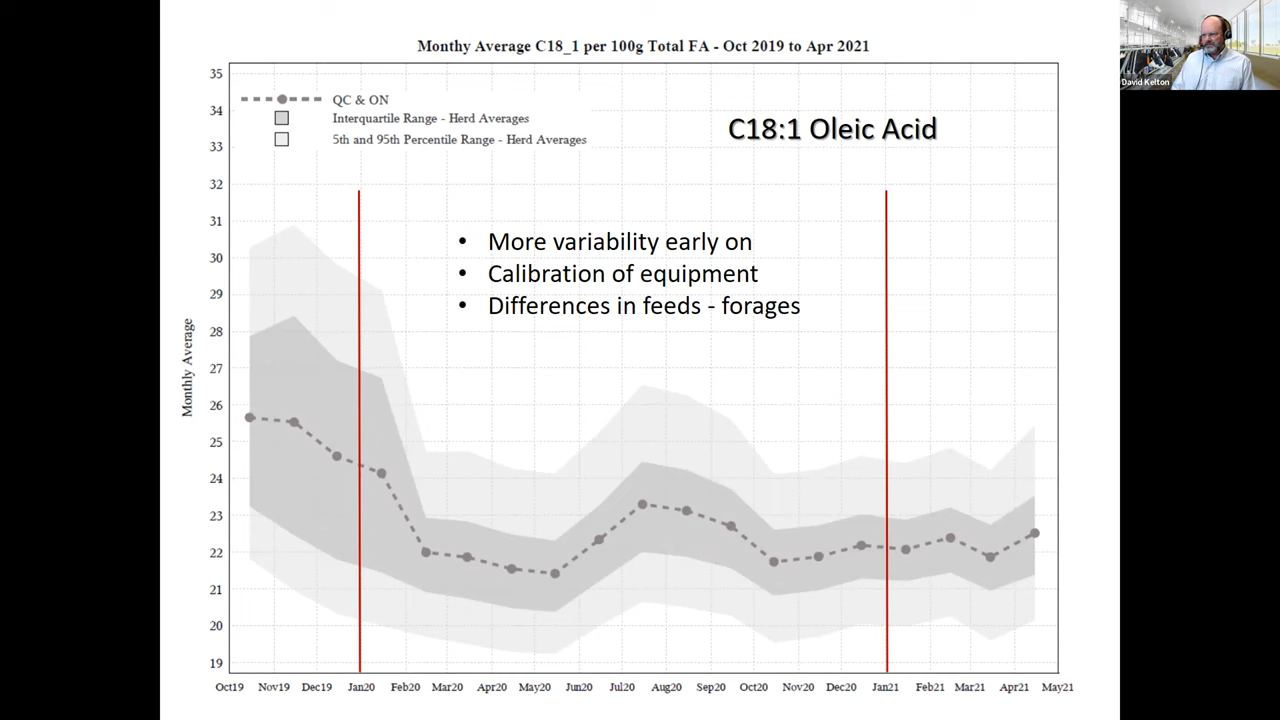 Monthy Average C18_1 per 100g Total FA - Oct 2019 to Apr 2021
David Kelton
35
34
33
32
31
30
29
28
27
26
25
24
23
22
21
20
19
Monthly Average
QC & ON
Interquartile Range - Herd Averages
5th and 95th Percentile Range - Herd Averages
C18:1 Oleic Acid
• More variability early on
• Calibration of equipment
• Differences in feeds - forages
Oct19 Nov19 Dec19 Jan20 Feb20 Mar20 Apr20 May20 Jun20 Jul20 Aug20 Sep20 Oct20 Nov20 Dec20 Jan21 Feb21 Mar21 Apr21 May21